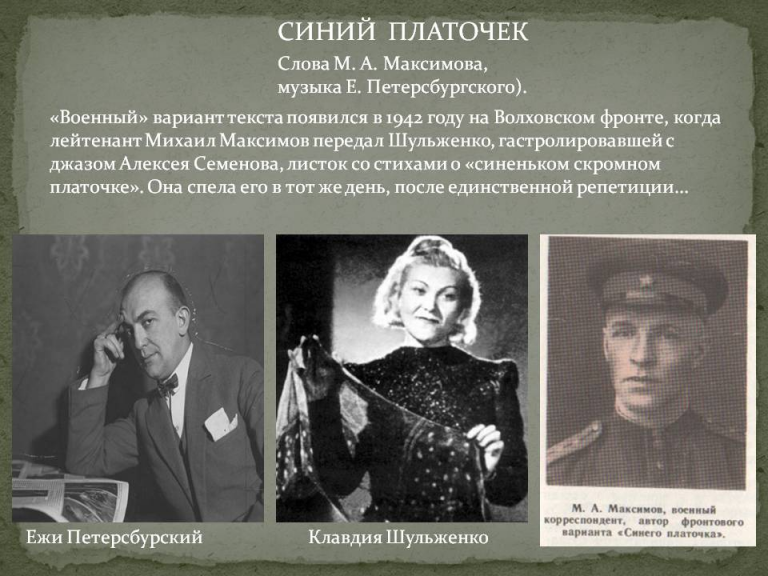 СИНИЙ ПЛАТОЧЕК
Слова М. А. Максимова,
музыка Е. Петерсбургского).
«Военный» вариант текста появился в 1942 году на Волховском фронте, когда
лейтенант Михаил Максимов передал Шульженко, гастролировавшей с
джазом Алексея Семенова, листок со стихами о «синеньком скромном
платочке». Она спела его в тот же день, после единственной репетиции...
Ежи Петерсбурский
Клавдия Шульженко
М. А. Максимов, военный
корреспондент, автор фронтового
варианта «Синего платочка».